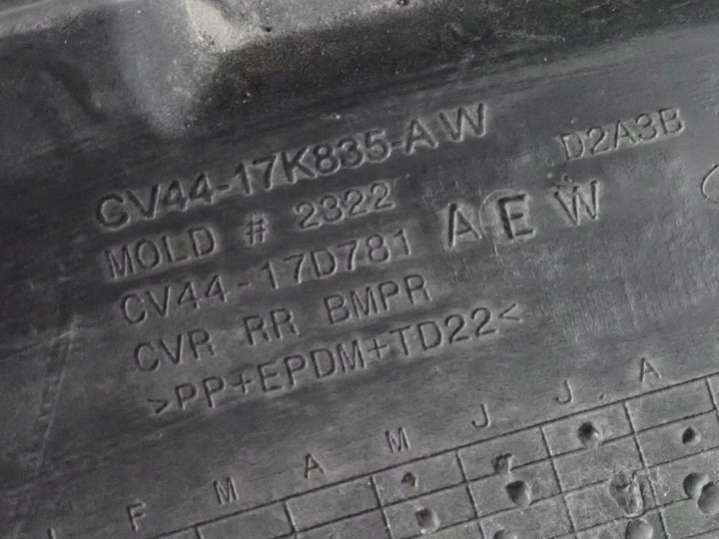 CV44-17K835-AW
D2A3B
MOLD # 2322
CV44-17D781 AEW
CVR RR BMPR
>PP+EPDM+TD22<
F M A M J J A